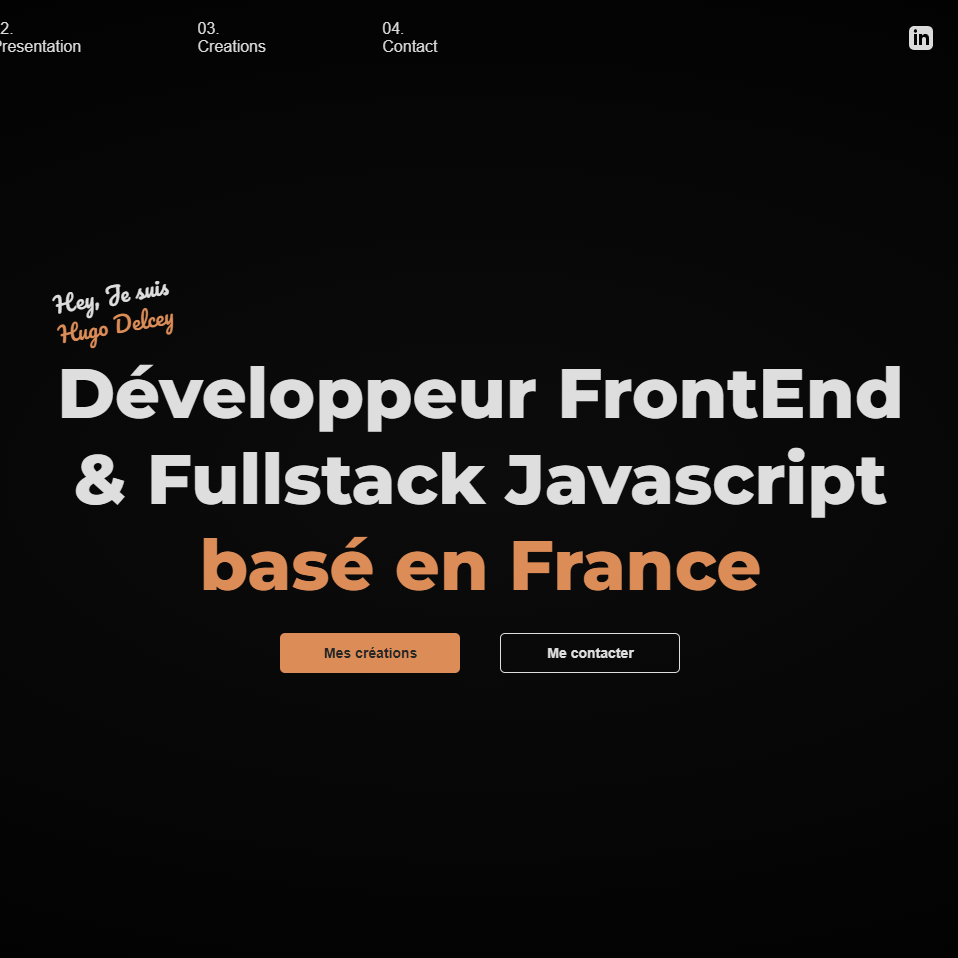 2.
Presentation
03.
Creations
04.
Contact
in
Hey, Je suis
Hugo Delcey
Développeur FrontEnd
& Fullstack Javascript
basé en France
Mes créations
Me contacter